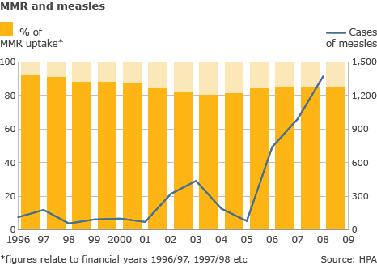 MMR and measles
% of
MMR uptake*
Cases
of measles
100
80
60
40
20
0
1,500
1,200
900
600
300
0
1996 97 98 99 2000 01 02 03 04 05 06 07 08 09
*figures relate to financial years 1996/97, 1997/98 etc
Source: HPA